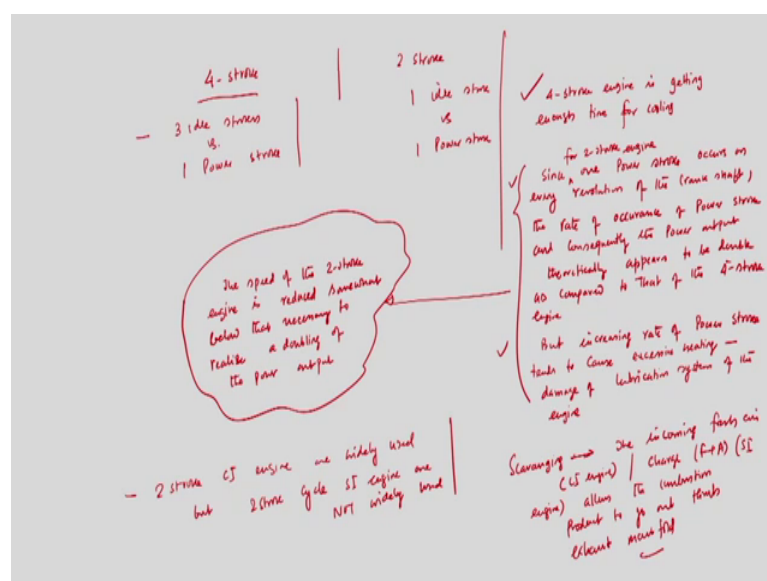 4-stroke
- 3 idle strokes
vs.
1 Power stroke
2 stroke
1 idle stroke
vs
1 Power stroke
✓ 4-stroke engine is getting
enough time for cooling
for 2-stroke engine
✓ Since ^ one Power stroke occurs on
every revolution of the crank shaft,
the rate of occurance of Power stroke
and consequently the Power output
theoretically appears to be double
as compared to that of the 4-stroke
engine
✓ But increasing rate of Power stroke
tends to cause excessive heating —
damage of lubrication system of the
engine
The speed of the 2-stroke
engine is reduced somewhat
below that necessary to
realise a doubling of
the power output
- 2 stroke CI engine are widely used
but 2 stroke cycle SI engine are
NOT widely used
Scavanging → The incoming fresh air
(CI engine) / charge (F+A) (SI
engine) allows the combustion
Product to go out
exhaust manifold